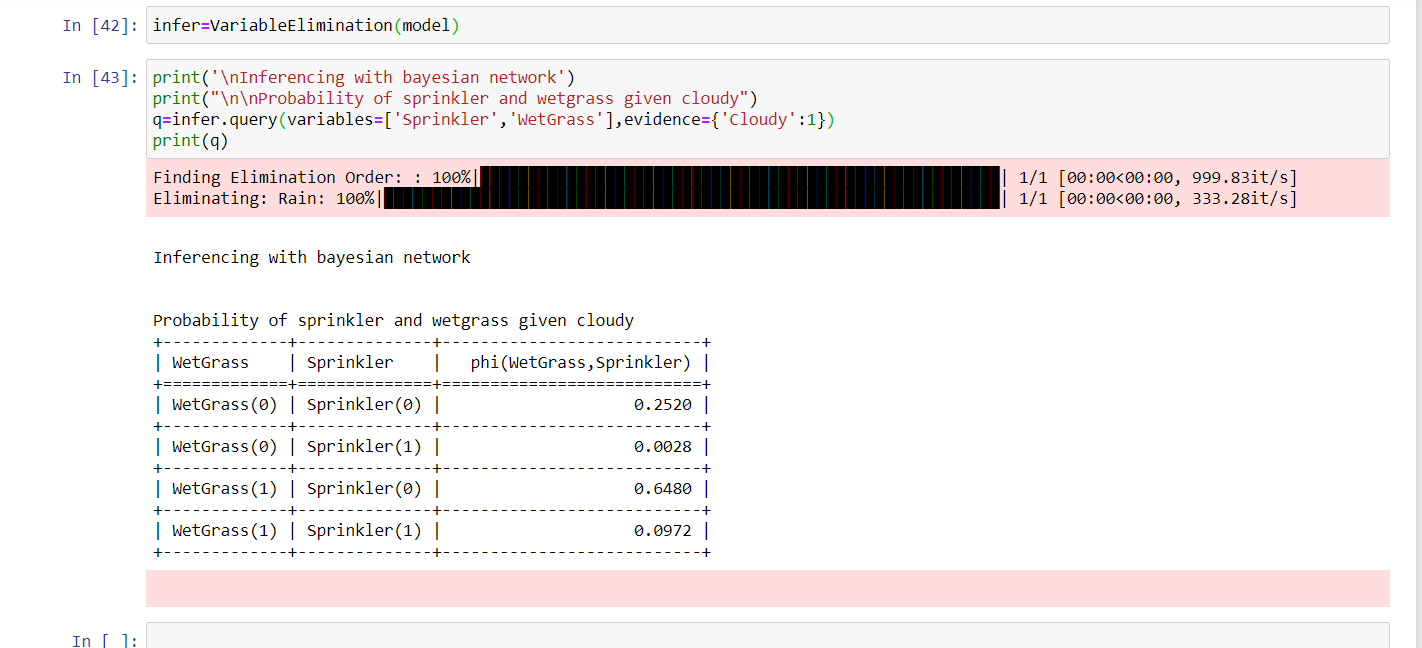 In [42]: infer=VariableElimination(model)
In [43]: print('\nInferencing with bayesian network')
print("\n\nProbability of sprinkler and wetgrass given cloudy")
q=infer.query(variables=['Sprinkler','WetGrass'],evidence={'Cloudy':1})
print(q)
Finding Elimination Order: : 100%|██████████| 1/1 [00:00<00:00, 999.83it/s]
Eliminating: Rain: 100%|██████████| 1/1 [00:00<00:00, 333.28it/s]
Inferencing with bayesian network
Probability of sprinkler and wetgrass given cloudy
+-------------+--------------+---------------------------+
| WetGrass    | Sprinkler    |   phi(WetGrass,Sprinkler) |
+=============+==============+===========================+
| WetGrass(0) | Sprinkler(0) |                    0.2520 |
+-------------+--------------+---------------------------+
| WetGrass(0) | Sprinkler(1) |                    0.0028 |
+-------------+--------------+---------------------------+
| WetGrass(1) | Sprinkler(0) |                    0.6480 |
+-------------+--------------+---------------------------+
| WetGrass(1) | Sprinkler(1) |                    0.0972 |
+-------------+--------------+---------------------------+
In [ ]: